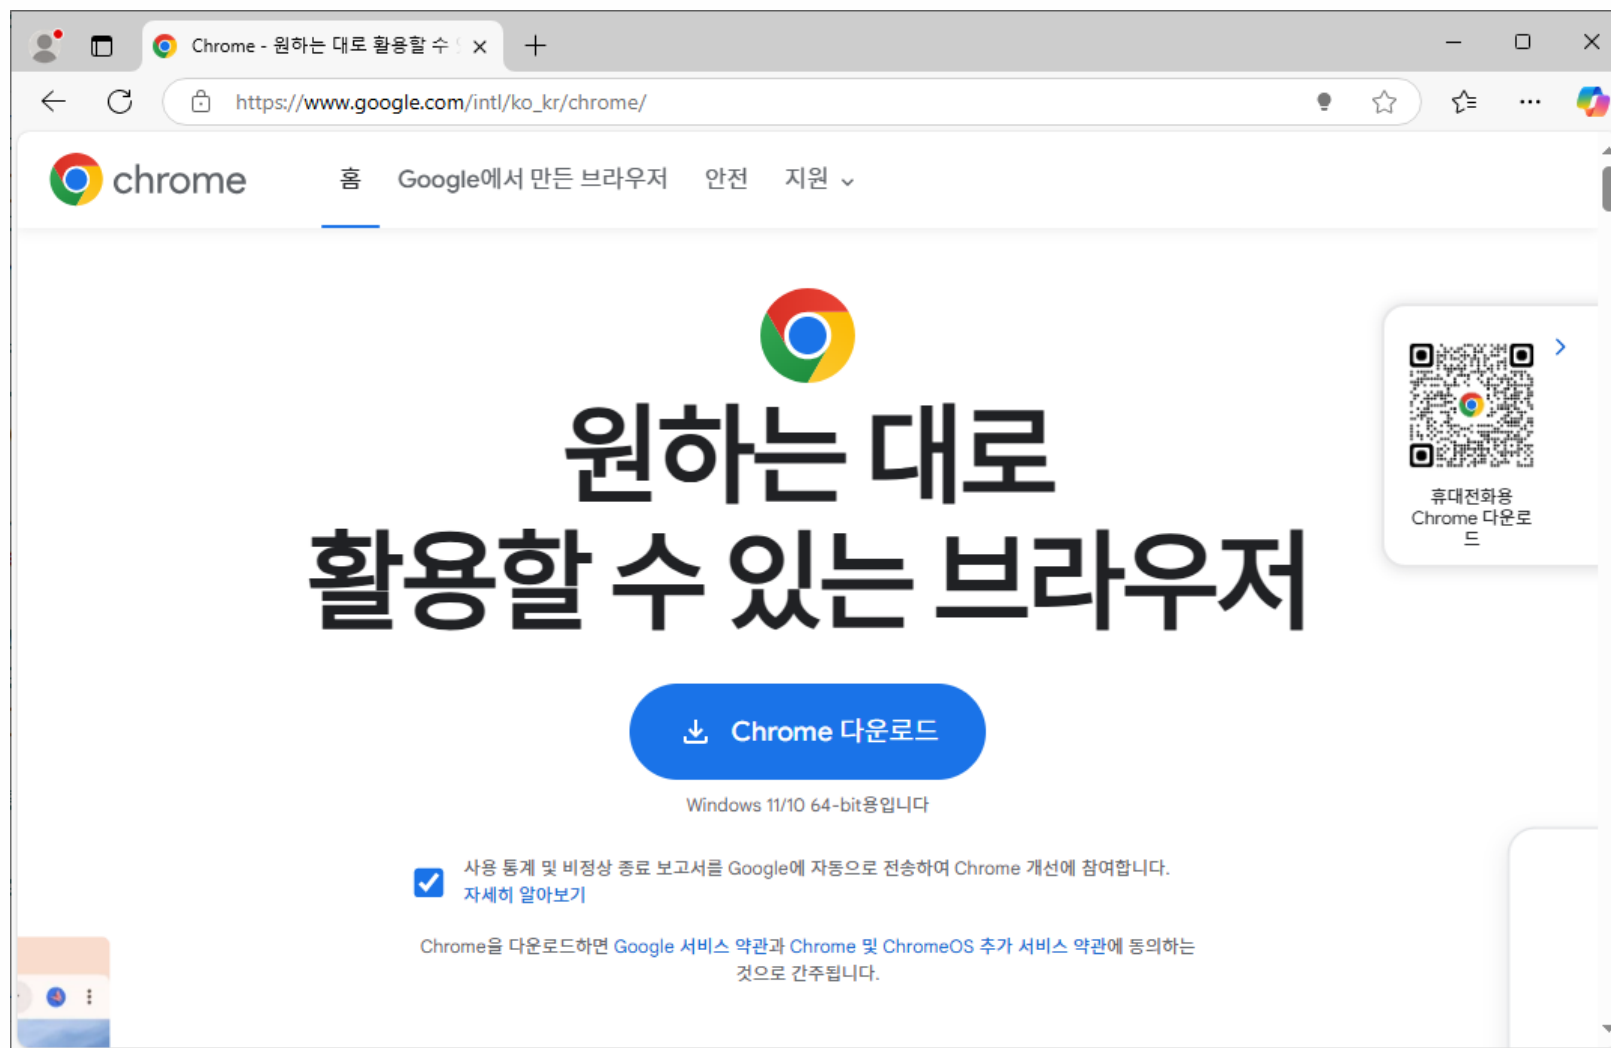 Chrome - 원하는 대로 활용할 수
https://www.google.com/intl/ko_kr/chrome/
chrome 홈 Google에서 만든 브라우저 안전 지원
원하는 대로
활용할 수 있는 브라우저
휴대전화용
Chrome 다운로
드
Chrome 다운로드
Windows 11/10 64-bit용입니다
사용 통계 및 비정상 종료 보고서를 Google에 자동으로 전송하여 Chrome 개선에 참여합니다.
자세히 알아보기
Chrome을 다운로드하면 Google 서비스 약관과 Chrome 및 ChromeOS 추가 서비스 약관에 동의하는
것으로 간주됩니다.